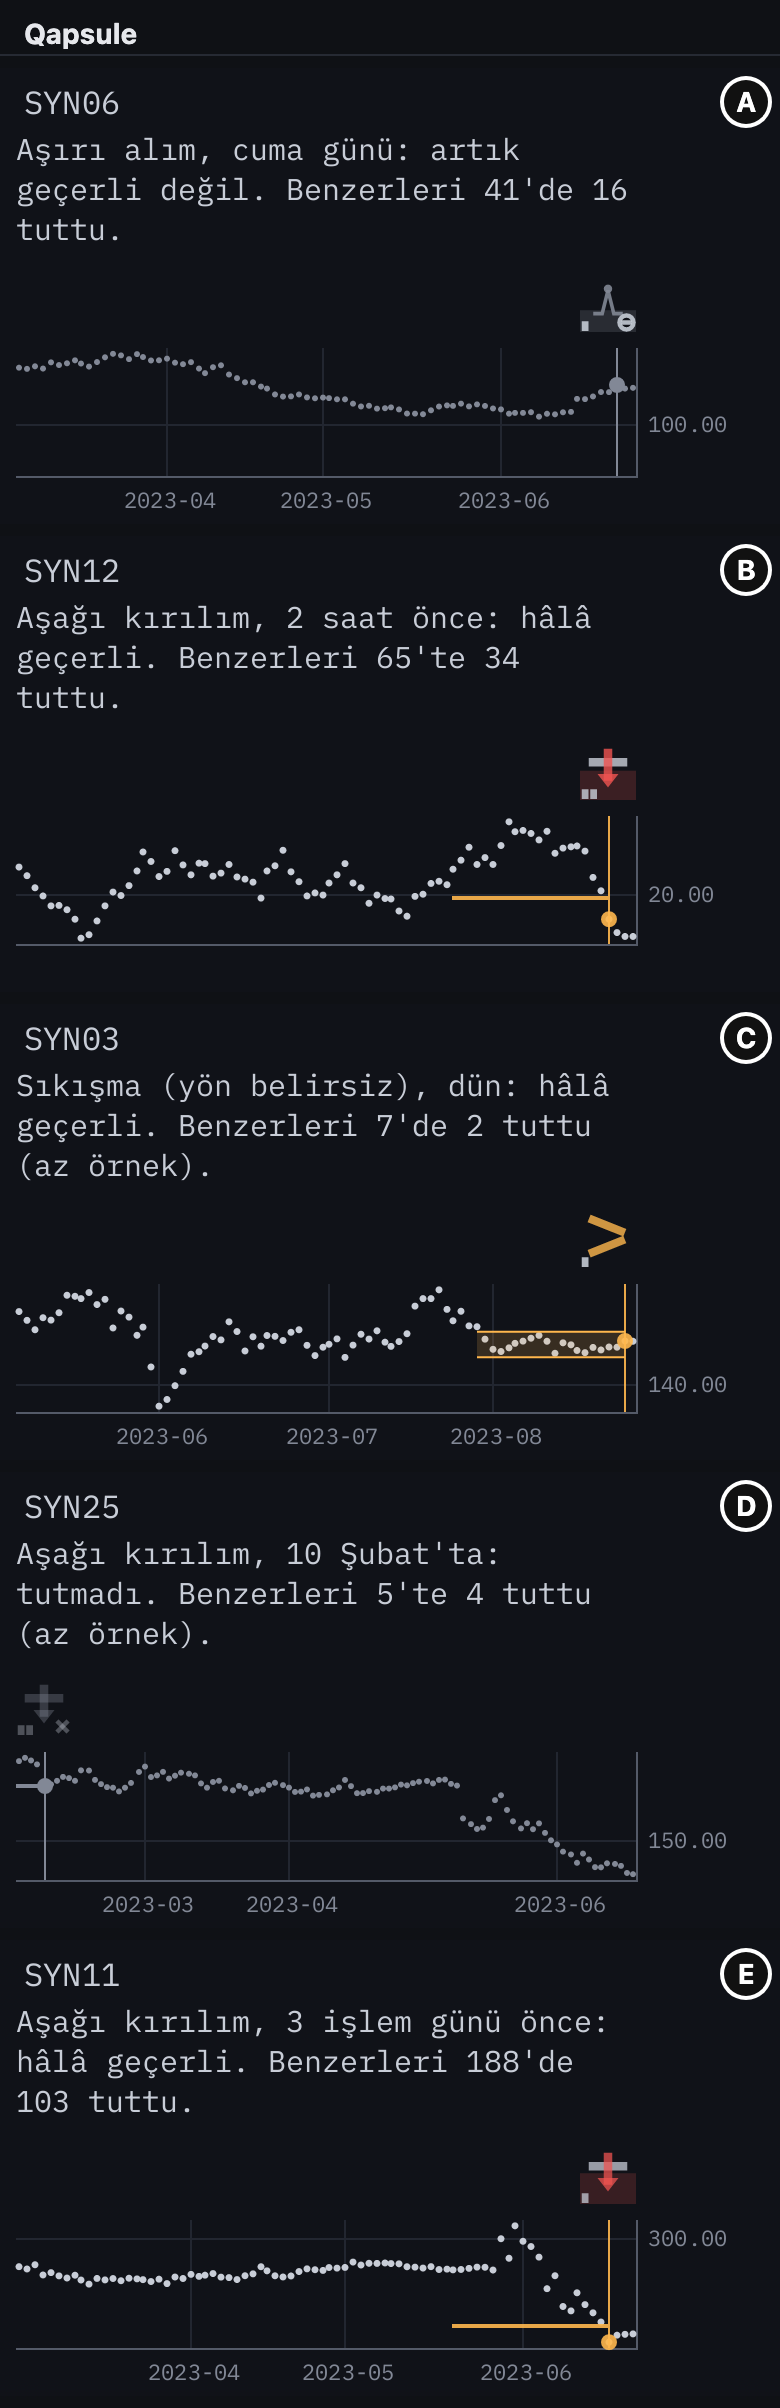 Qapsule
SYN06
A
Aşırı alım, cuma günü: artık
geçerli değil. Benzerleri 41'de 16
tuttu.
100.00
2023-04 2023-05 2023-06
SYN12
B
Aşağı kırılım, 2 saat önce: hâlâ
geçerli. Benzerleri 65'te 34
tuttu.
20.00
SYN03
C
Sıkışma (yön belirsiz), dün: hâlâ
geçerli. Benzerleri 7'de 2 tuttu
(az örnek).
140.00
2023-06 2023-07 2023-08
SYN25
D
Aşağı kırılım, 10 Şubat'ta:
tutmadı. Benzerleri 5'te 4 tuttu
(az örnek).
150.00
2023-03 2023-04 2023-06
SYN11
E
Aşağı kırılım, 3 işlem günü önce:
hâlâ geçerli. Benzerleri 188'de
103 tuttu.
300.00
2023-04 2023-05 2023-06